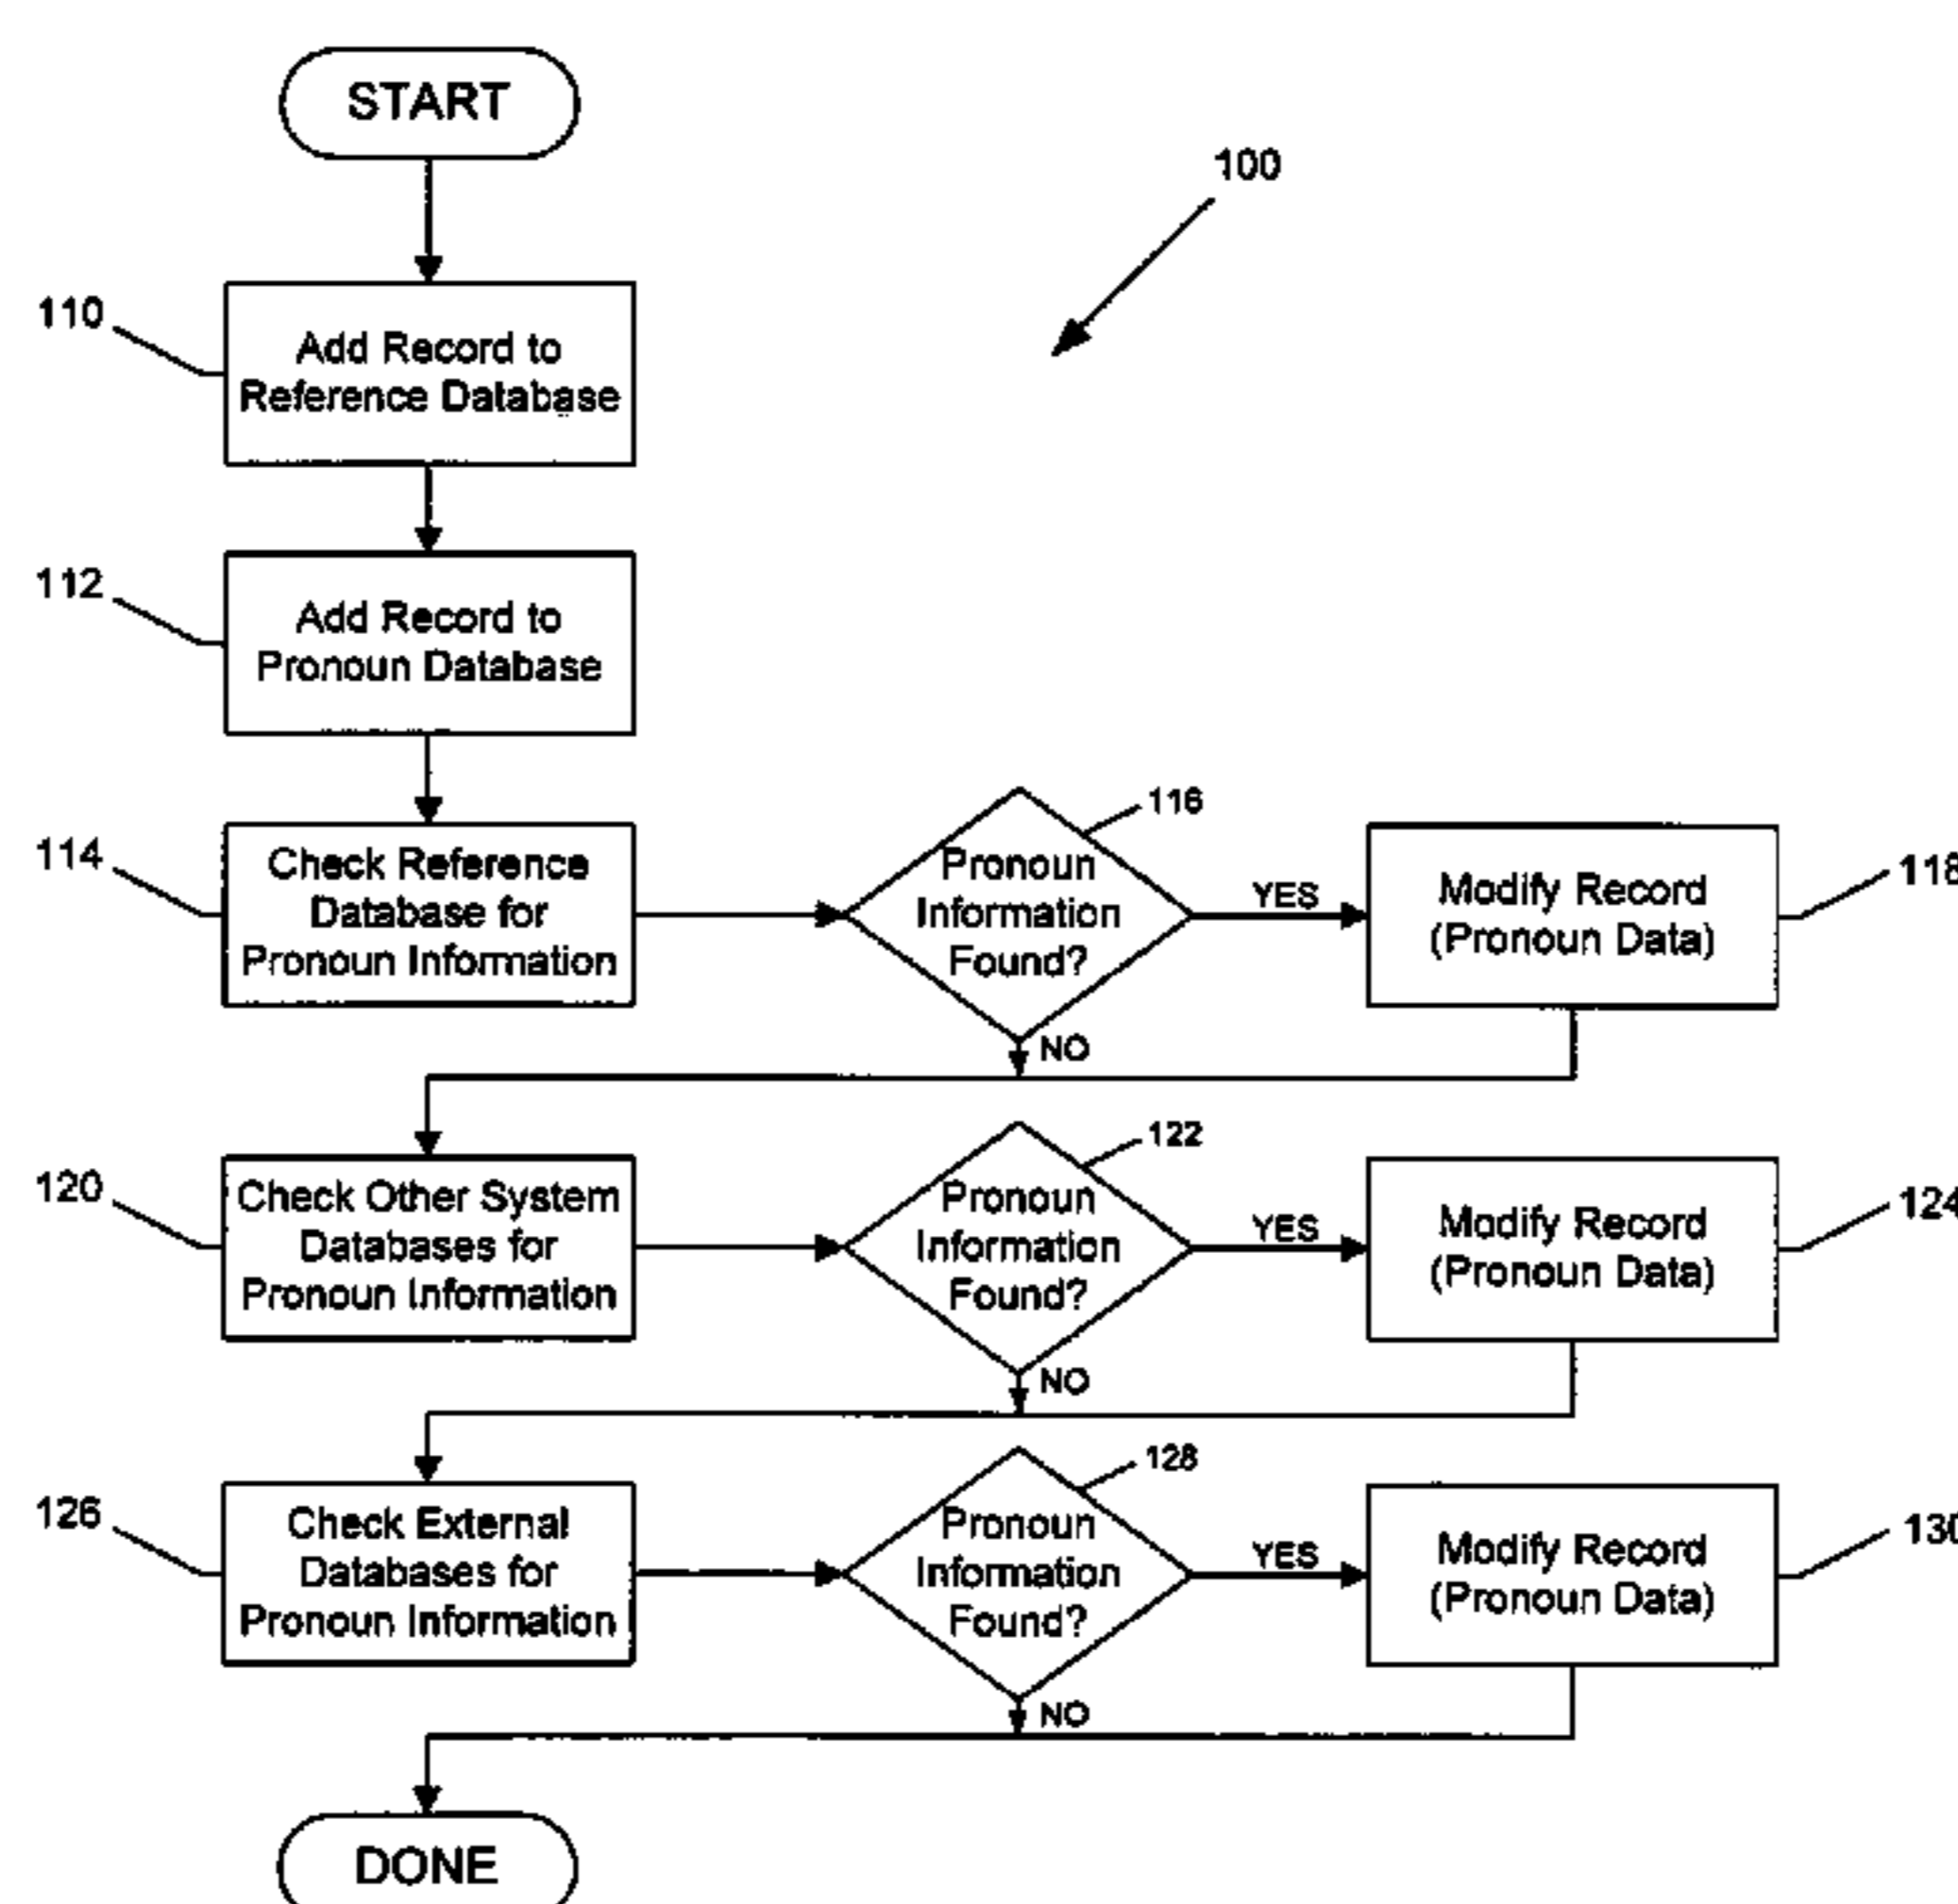 START
100
110
Add Record to
Reference Database
112
Add Record to
Pronoun Database
114
Check Reference
Database for
Pronoun Information
116
Pronoun
Information
Found?
YES
NO
118
Modify Record
(Pronoun Data)
120
Check Other System
Databases for
Pronoun Information
122
Pronoun
Information
Found?
YES
NO
124
Modify Record
(Pronoun Data)
126
Check External
Databases for
Pronoun Information
128
Pronoun
Information
Found?
YES
NO
130
Modify Record
(Pronoun Data)
DONE